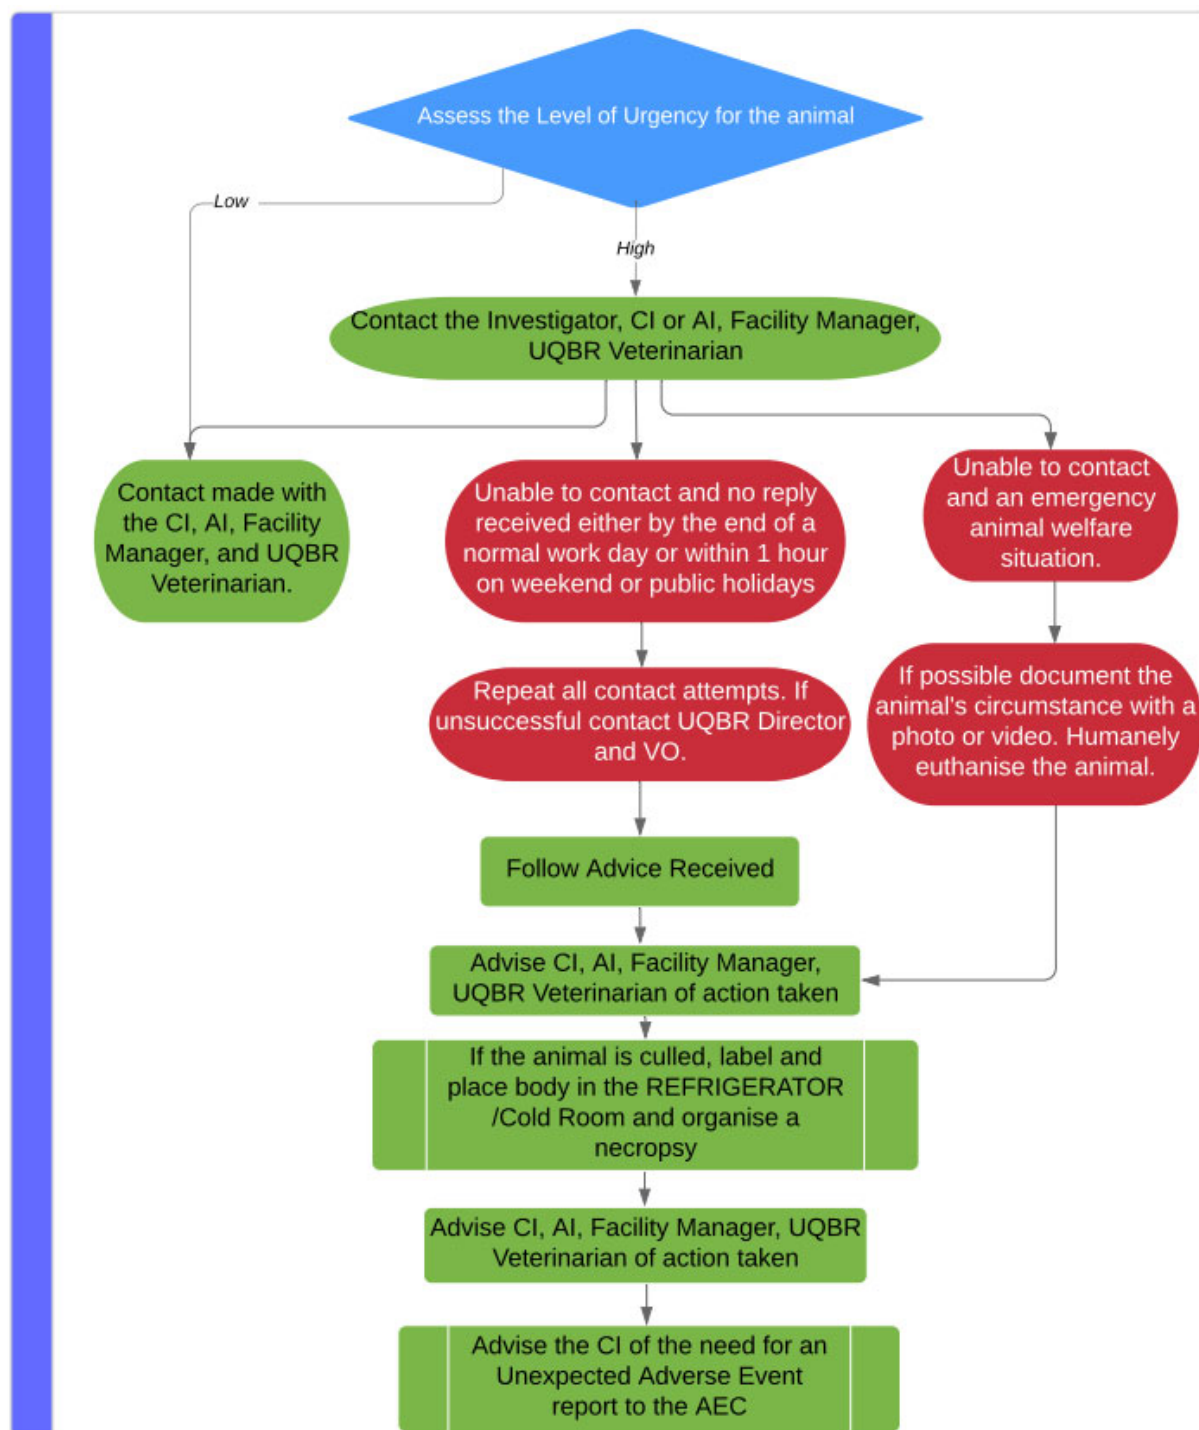 Assess the Level of Urgency for the animal
Low
High
Contact the Investigator, CI or AI, Facility Manager,
UQBR Veterinarian
Contact made with
the CI, AI, Facility
Manager, and UQBR
Veterinarian.
Unable to contact and no reply
received either by the end of a
normal work day or within 1 hour
on weekend or public holidays
Unable to contact
and an emergency
animal welfare
situation.
Repeat all contact attempts. If
unsuccessful contact UQBR Director
and VO.
If possible document the
animal's circumstance with a
photo or video. Humanely
euthanise the animal.
Follow Advice Received
Advise CI, AI, Facility Manager,
UQBR Veterinarian of action taken
If the animal is culled, label and
place body in the REFRIGERATOR
/Cold Room and organise a
necropsy
Advise CI, AI, Facility Manager, UQBR
Veterinarian of action taken
Advise the CI of the need for an
Unexpected Adverse Event
report to the AEC